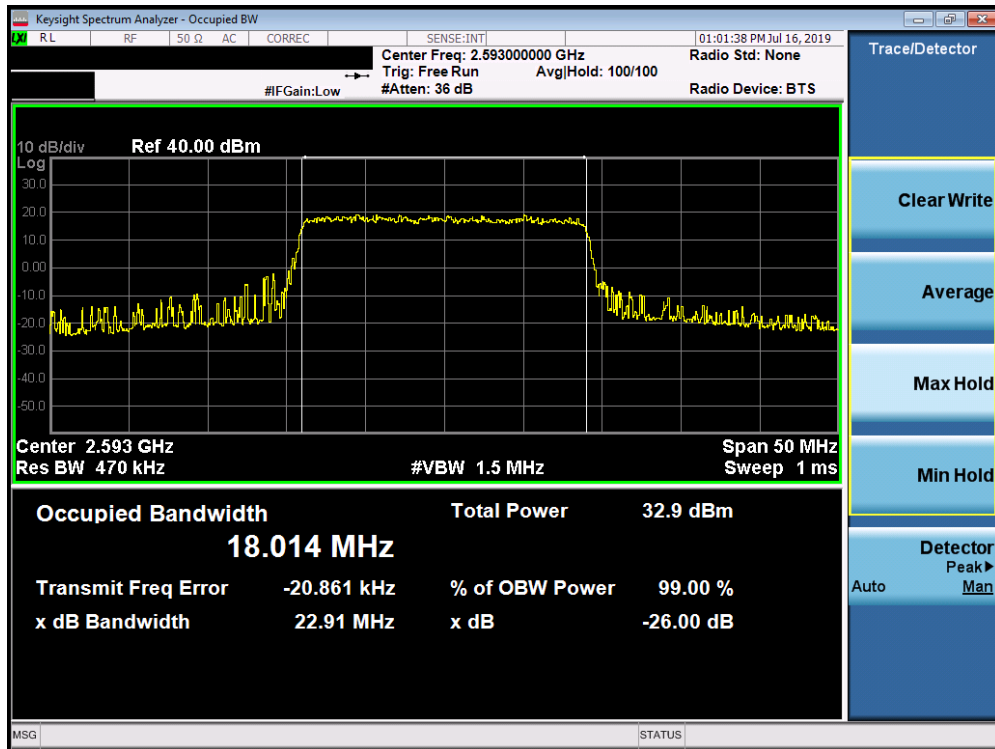 Keysight Spectrum Analyzer - Occupied BW
LXI RL RF 50 Ω AC CORREC SENSE:INT 01:01:38 PM Jul 16, 2019
Center Freq: 2.593000000 GHz Radio Std: None
Trig: Free Run Avg|Hold: 100/100
#IFGain:Low #Atten: 36 dB Radio Device: BTS
10 dB/div Ref 40.00 dBm
Log
30.0
20.0
10.0
0.00
-10.0
-20.0
-30.0
-40.0
-50.0
Center 2.593 GHz Span 50 MHz
Res BW 470 kHz #VBW 1.5 MHz Sweep 1 ms
Occupied Bandwidth Total Power 32.9 dBm
18.014 MHz
Transmit Freq Error -20.861 kHz % of OBW Power 99.00 %
x dB Bandwidth 22.91 MHz x dB -26.00 dB
MSG STATUS
Trace/Detector
Clear Write
Average
Max Hold
Min Hold
Detector
Peak▶
Auto Man